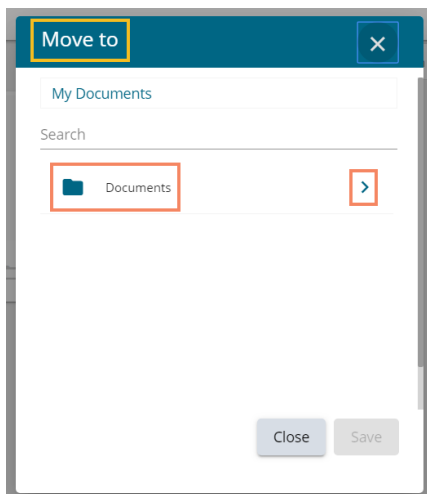 Move to
My Documents
Search
Documents
Close Save